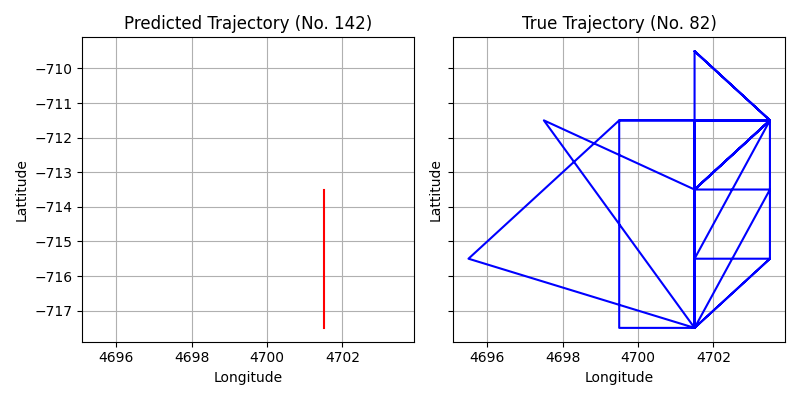 Predicted Trajectory (No. 142)
−710
−711
−712
−713
−714
−715
−716
−717
Lattitude
4696
4698
4700
4702
Longitude
True Trajectory (No. 82)
Lattitude
4696
4698
4700
4702
Longitude